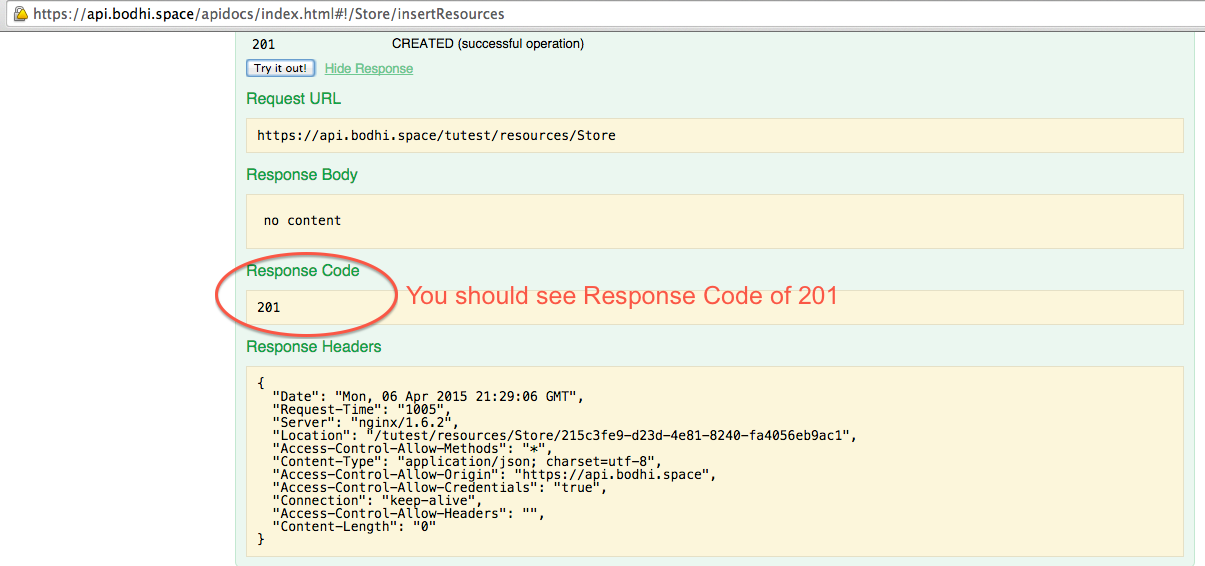 https://api.bodhi.space/apidocs/index.html#!/Store/insertResources
201 CREATED (successful operation)
Try it out! Hide Response
Request URL
https://api.bodhi.space/tutest/resources/Store
Response Body
no content
Response Code
You should see Response Code of 201
201
Response Headers
{
"Date": "Mon, 06 Apr 2015 21:29:06 GMT",
"Request-Time": "1005",
"Server": "nginx/1.6.2",
"Location": "/tutest/resources/Store/215c3fe9-d23d-4e81-8240-fa4056eb9ac1",
"Access-Control-Allow-Methods": "*",
"Content-Type": "application/json; charset=utf-8",
"Access-Control-Allow-Origin": "https://api.bodhi.space",
"Access-Control-Allow-Credentials": "true",
"Connection": "keep-alive",
"Access-Control-Allow-Headers": "",
"Content-Length": "0"
}